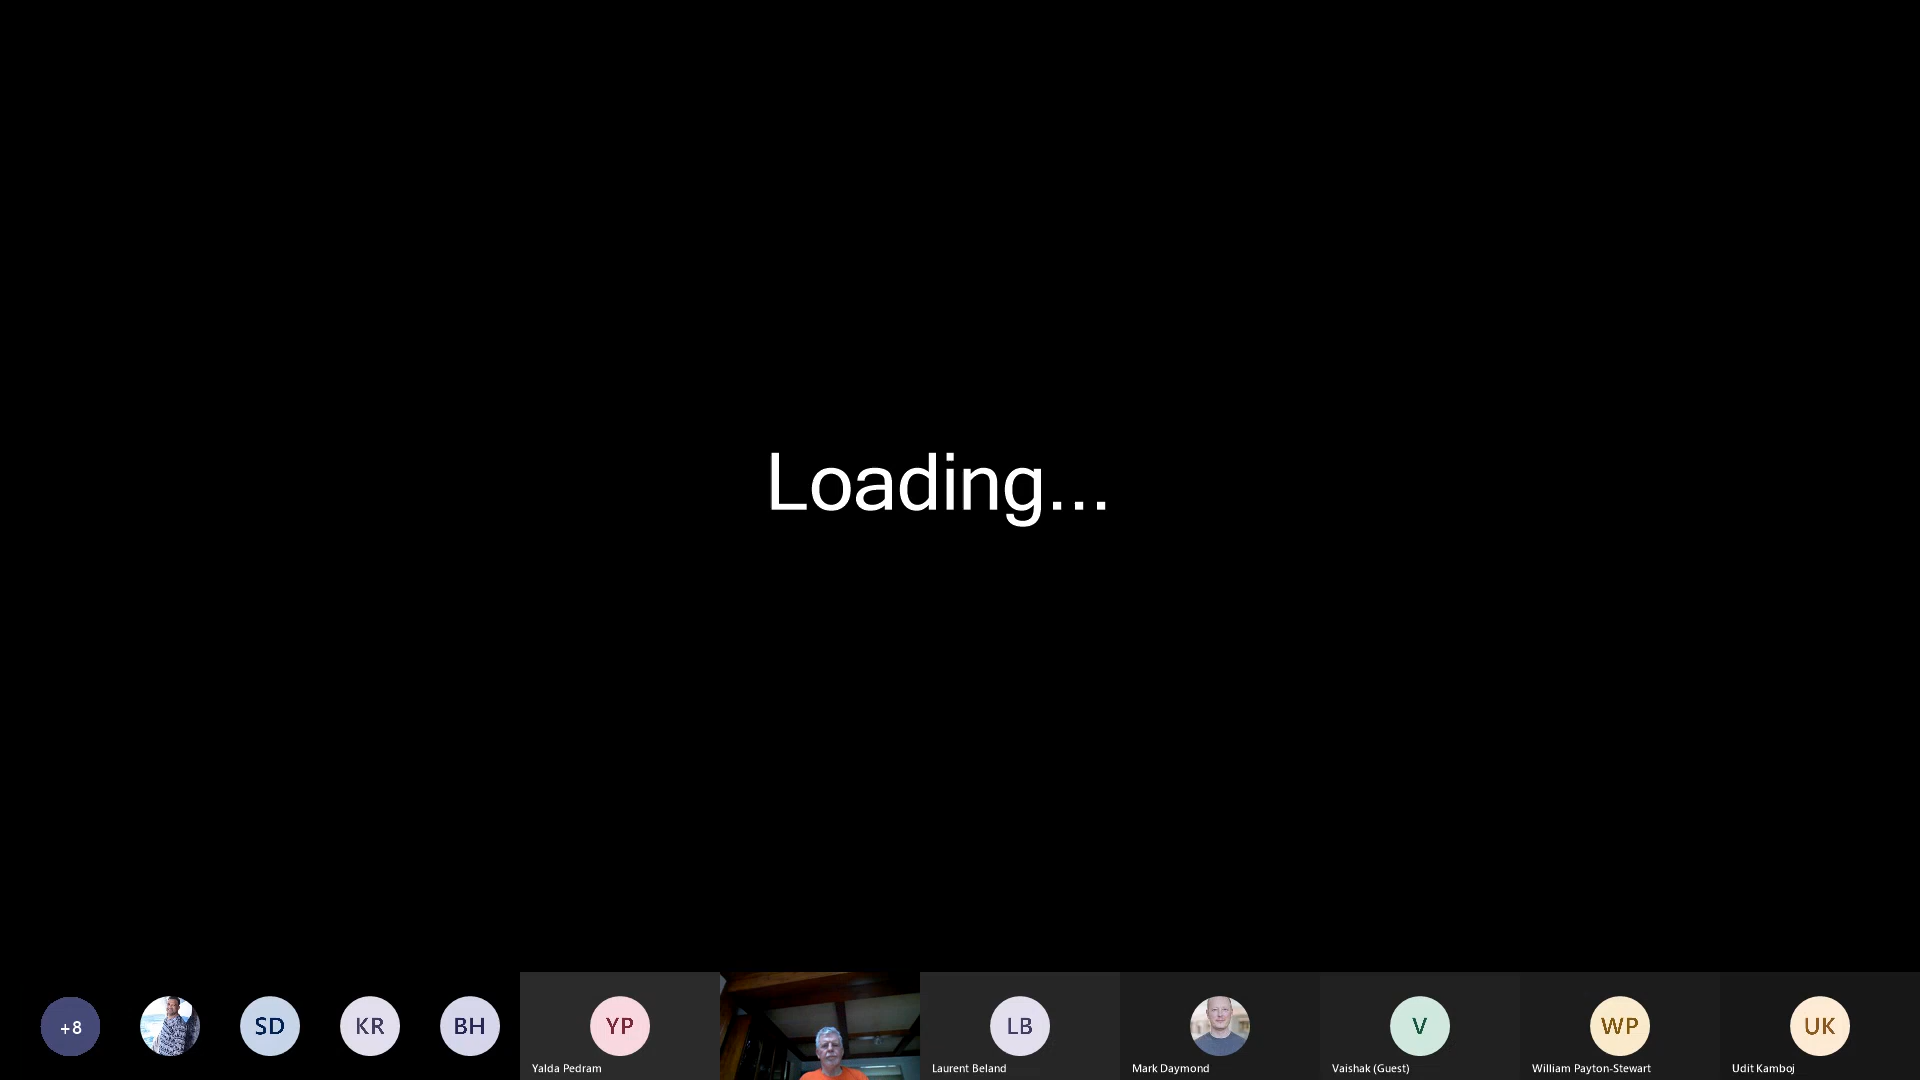 Loading...
+8
SD
KR
BH
YP
LB
V
WP
UK
Yalda Pedram
Laurent Beland
Mark Daymond
Vaishak (Guest)
William Payton-Stewart
Udit Kamboj